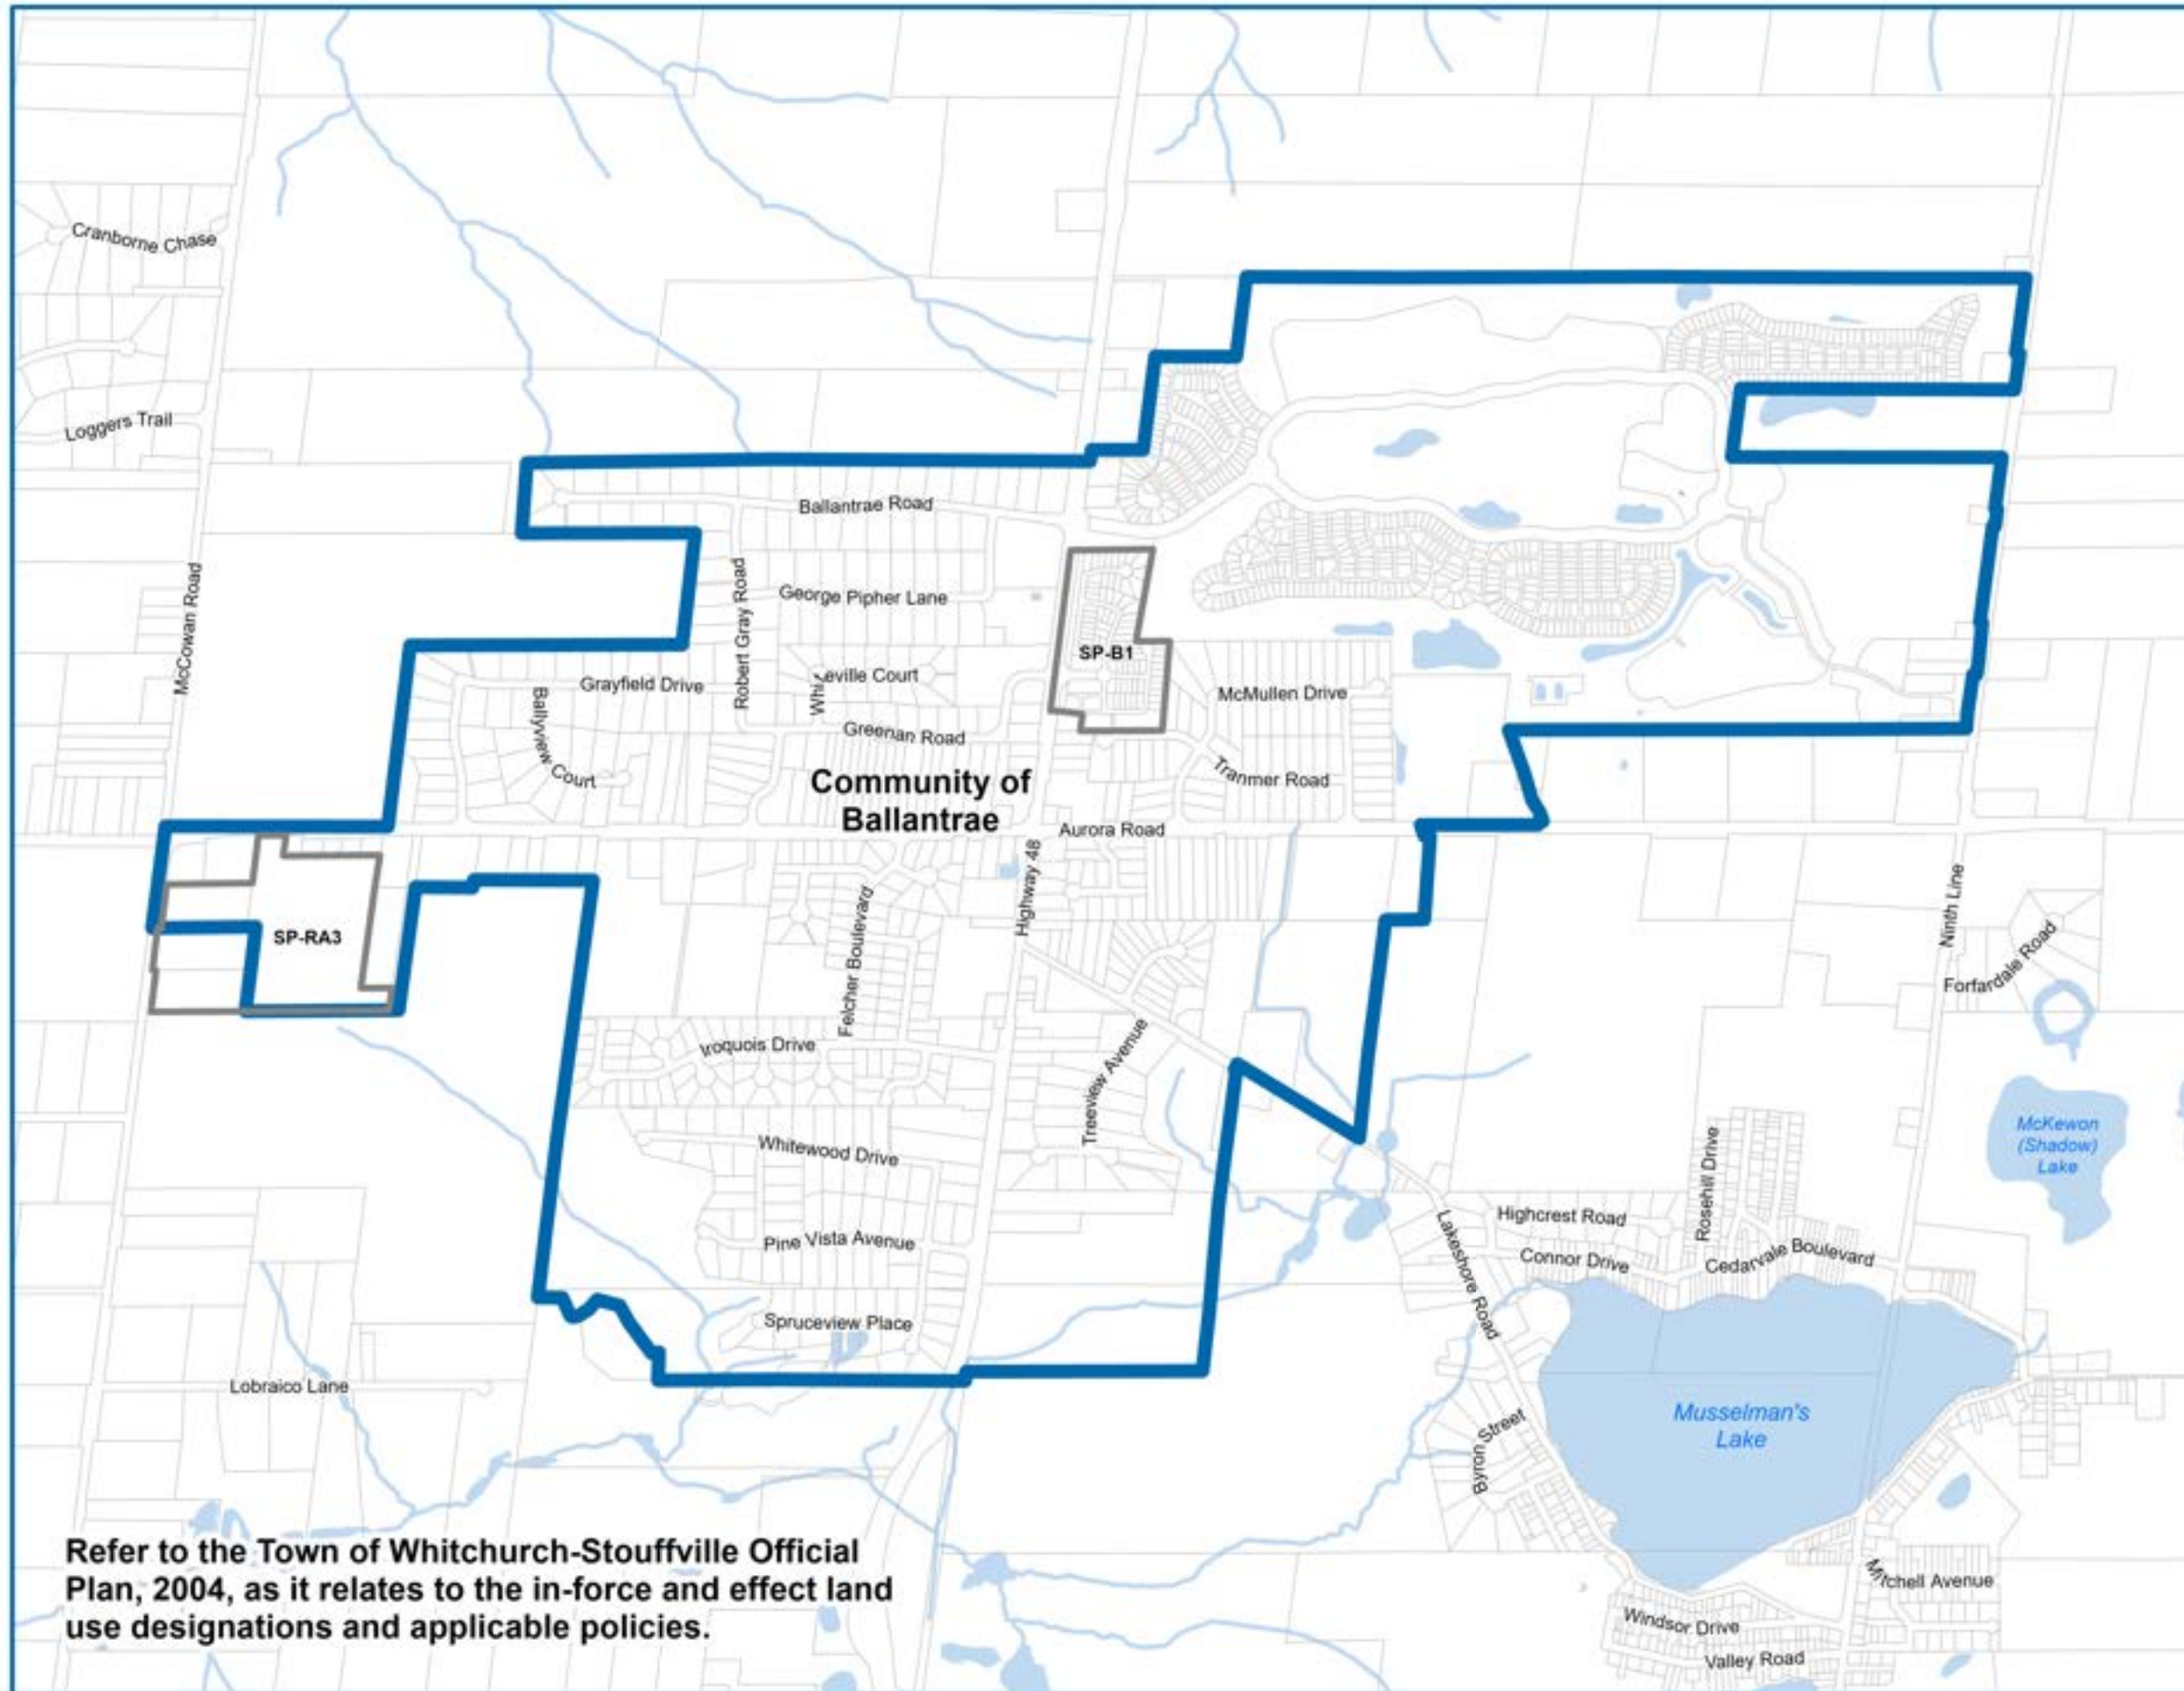 Cranborne Chase
Loggers Trail
McCowan Road
Ballantrae Road
Robert Gray Road
George Pipher Lane
SP-B1
Grayfield Drive
eville Court
McMullen Drive
Ballyview Court
Greenan Road
Tranmer Road
Community of
Ballantrae
Aurora Road
Highway 48
Felcher Boulevard
SP-RA3
Ninth Line
Forfardale Road
Iroquois Drive
Treeview Avenue
McKewon
(Shadow)
Lake
Whitewood Drive
Rosehill Drive
Highcrest Road
Pine Vista Avenue
Connor Drive
Cedarvale Boulevard
Lakeshore Road
Spruceview Place
Lobraico Lane
Musselman's
Lake
Byron Street
Refer to the Town of Whitchurch-Stouffville Official
Plan, 2004, as it relates to the in-force and effect land
use designations and applicable policies.
Mitchell Avenue
Windsor Drive
Valley Road